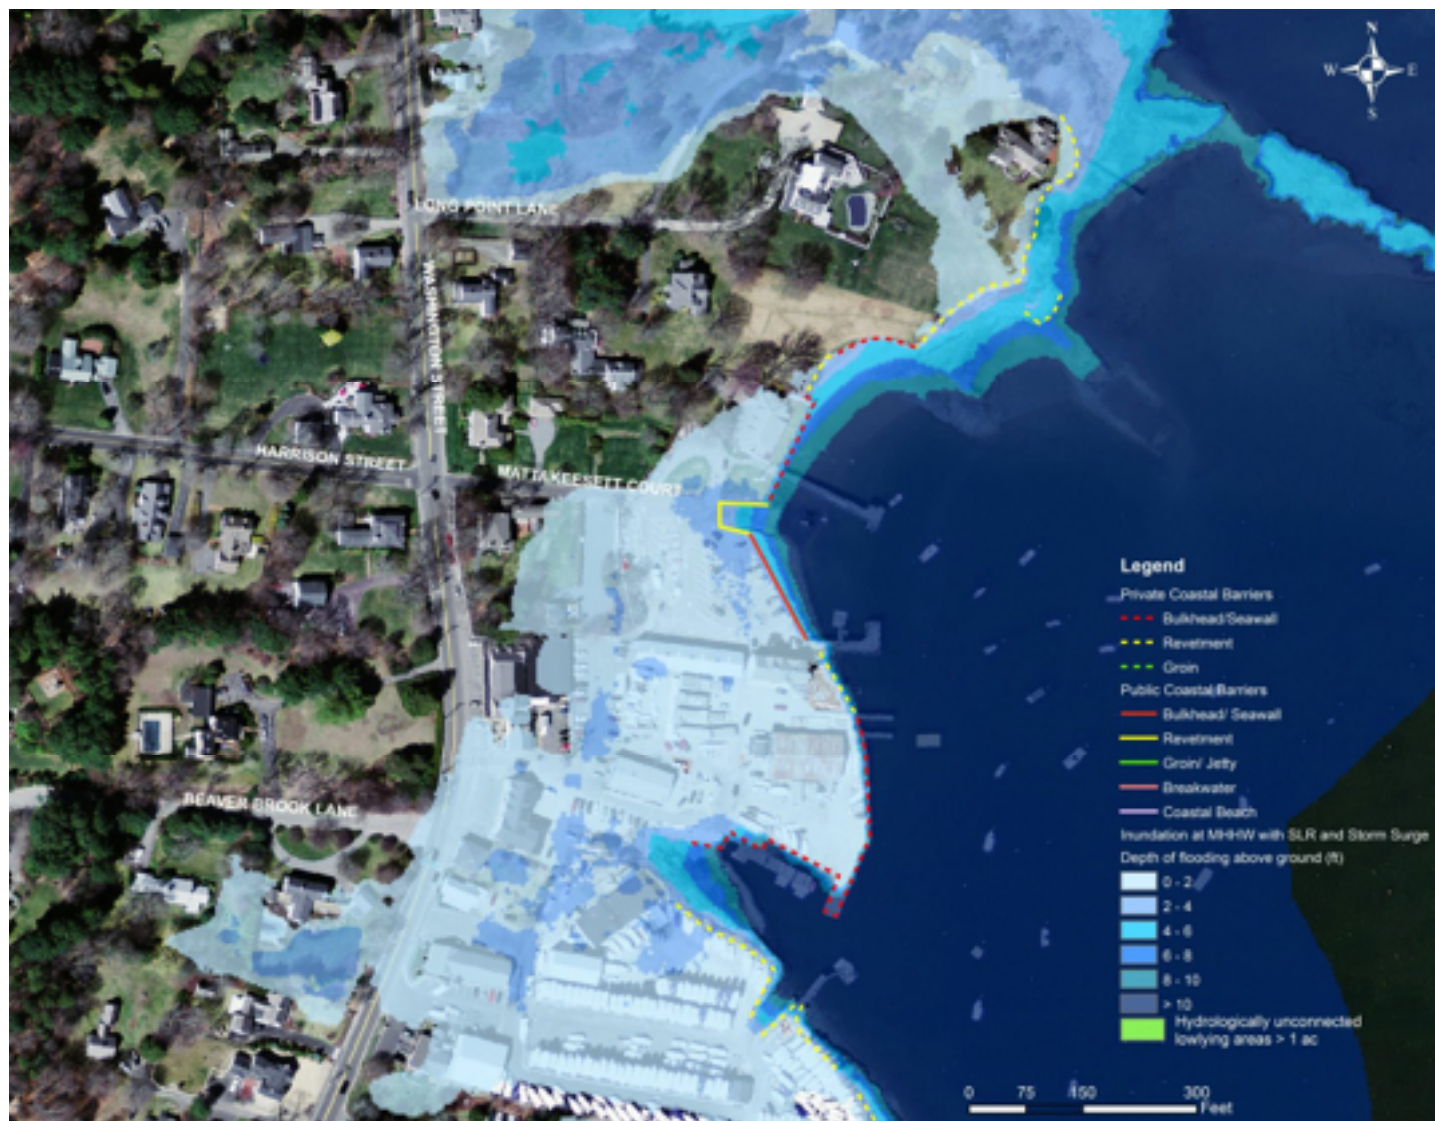 N
W E
S
LONG POINT LANE
WASHINGTON STREET
HARRISON STREET
MATTAKEESETT COURT
BEAVER BROOK LANE
Legend
Private Coastal Barriers
Bulkhead/Seawall
Revetment
Groin
Public Coastal Barriers
Bulkhead/ Seawall
Revetment
Groin/ Jetty
Breakwater
Coastal Beach
Inundation at MHHW with SLR and Storm Surge
Depth of flooding above ground (ft)
0 - 2
2 - 4
4 - 6
6 - 8
8 - 10
> 10
Hydrologically unconnected
lowlying areas > 1 ac
0 75 150 300
Feet